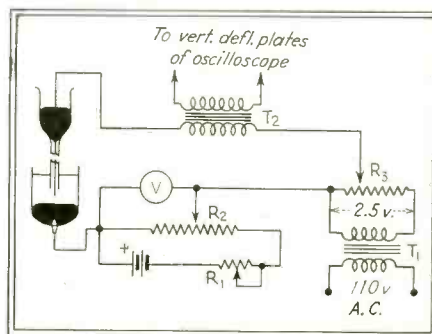 To vert. defl. plates
of oscilloscope
T2
V
R3
2.5 v.
R2
T1
+
R1
110 v
A.C.